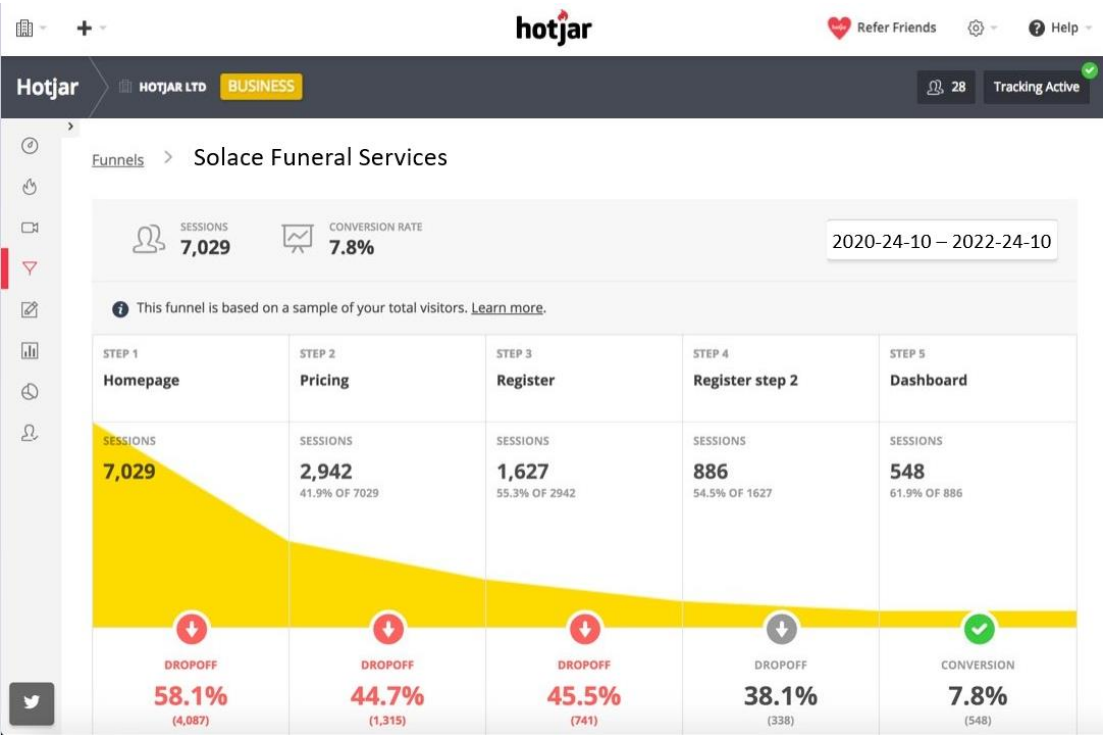 hotjar
Refer Friends
Help
Hotjar
HOTJAR LTD
BUSINESS
28
Tracking Active
Funnels > Solace Funeral Services
SESSIONS
7,029
CONVERSION RATE
7.8%
2020-24-10 – 2022-24-10
This funnel is based on a sample of your total visitors. Learn more.
STEP 1
Homepage
STEP 2
Pricing
STEP 3
Register
STEP 4
Register step 2
STEP 5
Dashboard
SESSIONS
7,029
SESSIONS
2,942
41.9% OF 7029
SESSIONS
1,627
55.3% OF 2942
SESSIONS
886
54.5% OF 1627
SESSIONS
548
61.9% OF 886
DROPOFF
58.1%
(4,087)
DROPOFF
44.7%
(1,315)
DROPOFF
45.5%
(741)
DROPOFF
38.1%
(338)
CONVERSION
7.8%
(548)